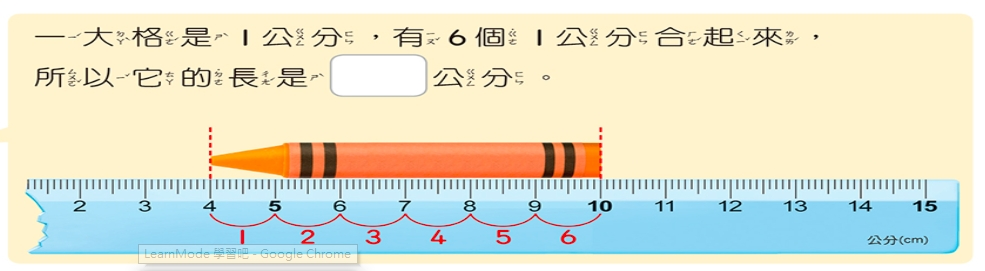 一大格是1公分，有6個1公分合起來，
所以它的長是 公分。
2 3 4 5 6 7 8 9 10 11 12 13 14 15
1 2 3 4 5 6
公分(cm)
LearnMode 學習吧 - Google Chrome